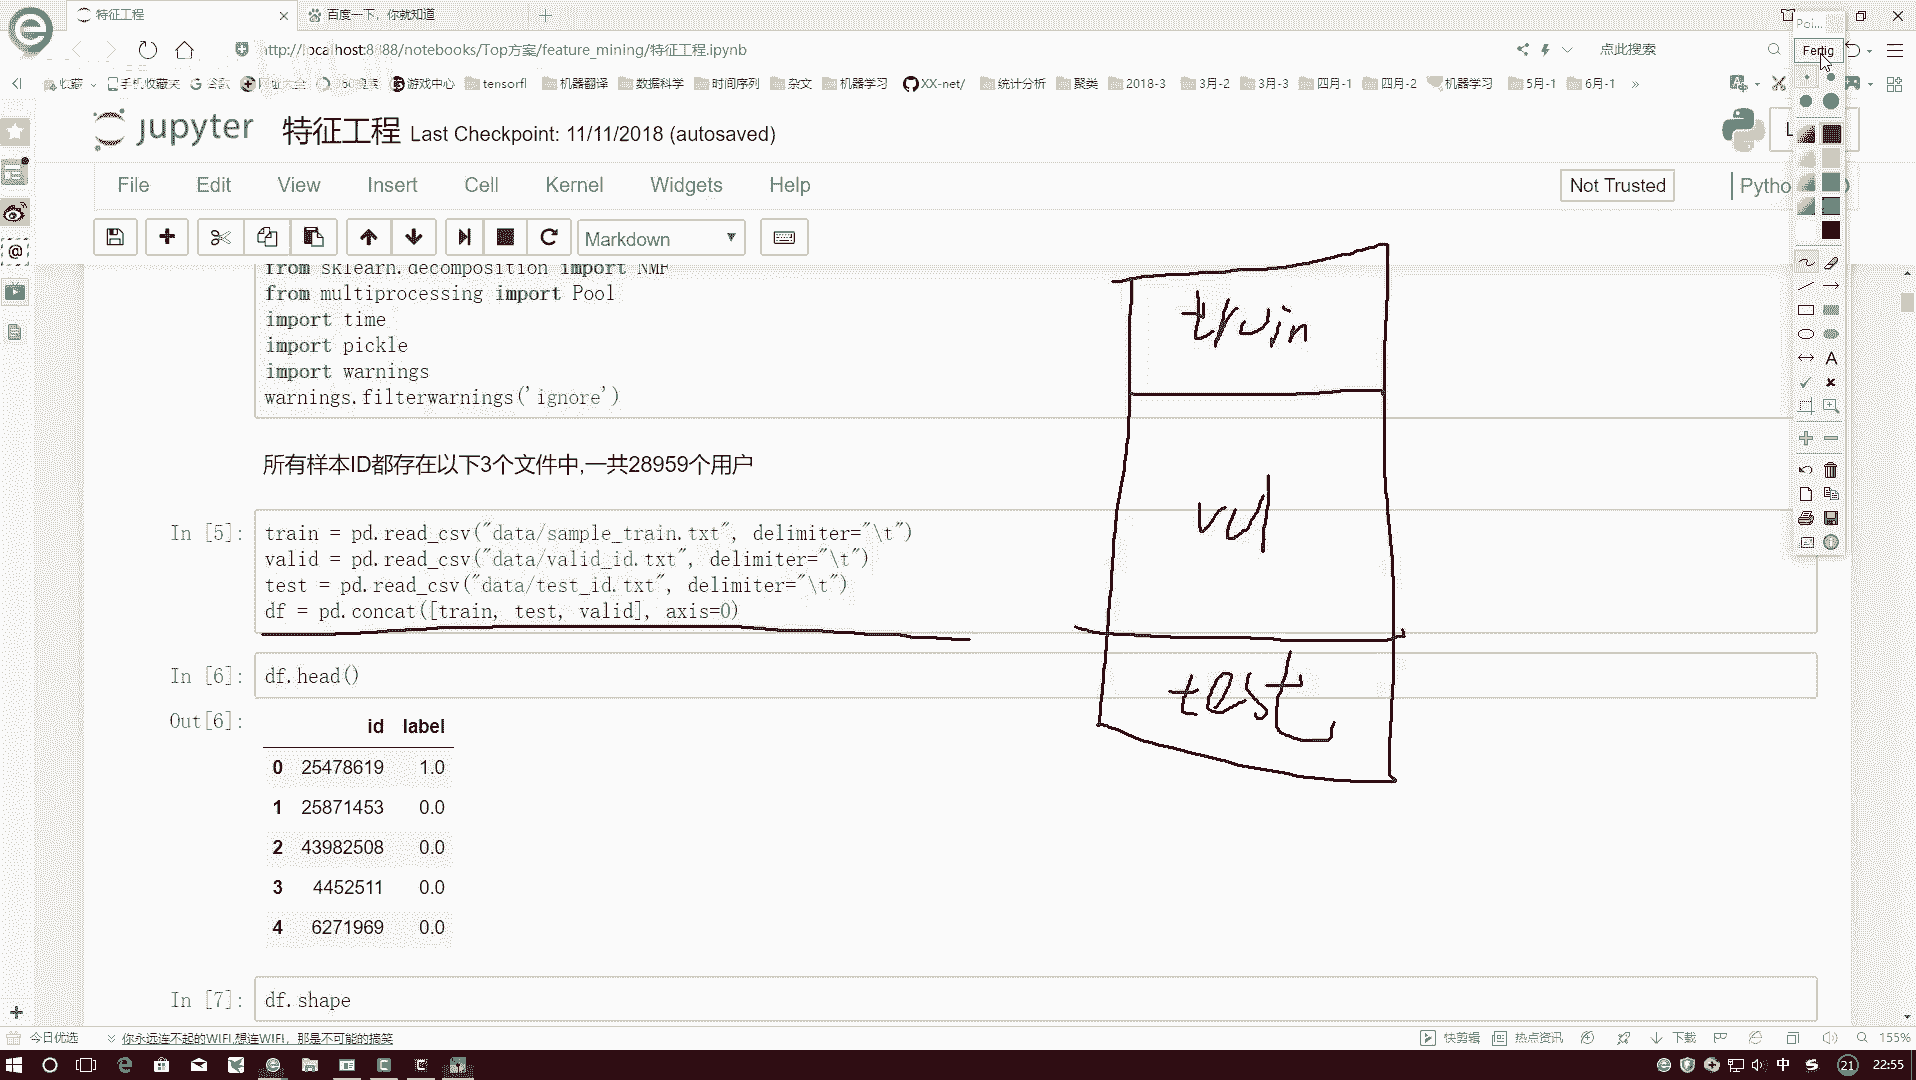 特征工程
百度一下，你就知道
Poi...
http://localhost:8888/notebooks/Top方案/feature_mining/特征工程.ipynb
点此搜索
Fertig
收藏 手机收藏夹 游戏中心 tensorfl 机器翻译 数据科学 时间序列 杂文 机器学习 XX-net/ 统计分析 聚类 2018-3 3月-2 3月-3 四月-1 四月-2 机器学习 5月-1 6月-1 »
jupyter 特征工程 Last Checkpoint: 11/11/2018 (autosaved)
File Edit View Insert Cell Kernel Widgets Help
Not Trusted
Markdown
from sklearn.decomposition import NMF
from multiprocessing import Pool
import time
import pickle
import warnings
warnings.filterwarnings('ignore')
train
所有样本ID都存在以下3个文件中,一共28959个用户
val
In [5]:
train = pd.read_csv("data/sample_train.txt", delimiter="\t")
valid = pd.read_csv("data/valid_id.txt", delimiter="\t")
test = pd.read_csv("data/test_id.txt", delimiter="\t")
df = pd.concat([train, test, valid], axis=0)
test
In [6]: df.head()
Out[6]:
id label
0 25478619 1.0
1 25871453 0.0
2 43982508 0.0
3 4452511 0.0
4 6271969 0.0
In [7]: df.shape
今日优选 你永远连不起的WIFI,想连WIFI，那是不可能的搞笑
快剪辑 热点资讯 下载 155%
中 21 22:55